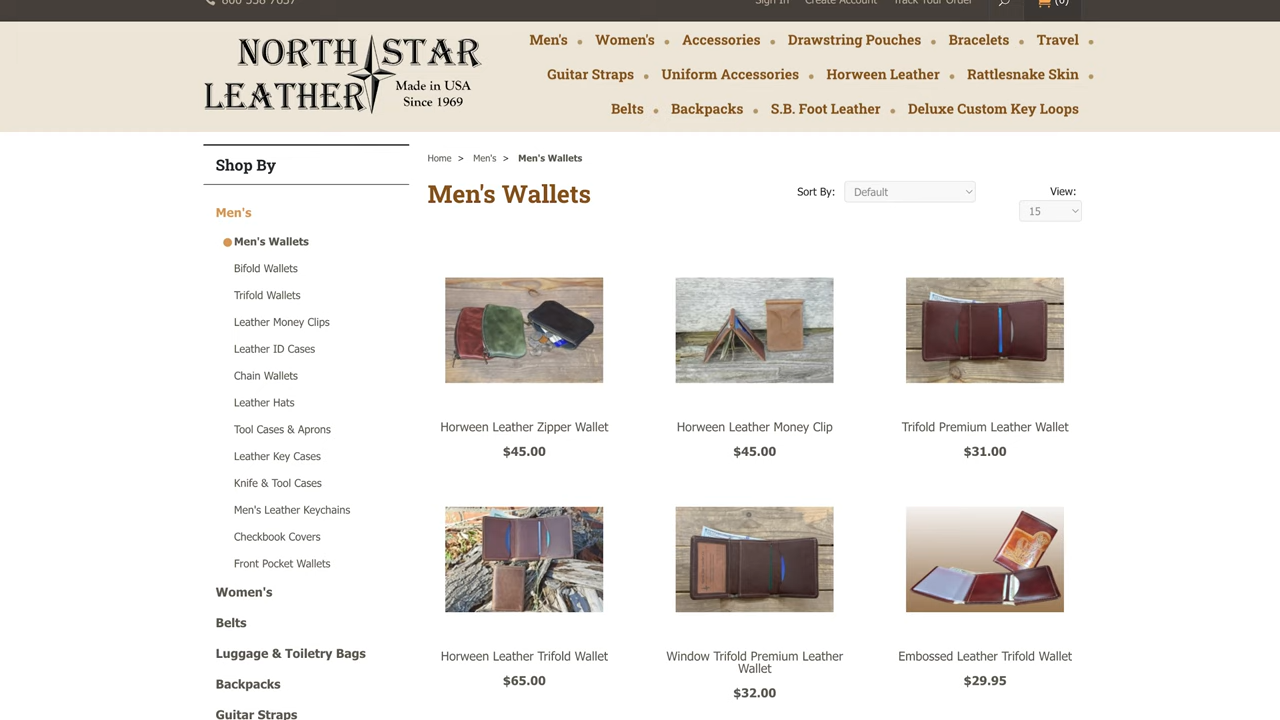 800 538 7637
Sign In Create Account Track Your Order (0)
NORTH STAR
LEATHER
Made in USA
Since 1969
Men's • Women's • Accessories • Drawstring Pouches • Bracelets • Travel •
Guitar Straps • Uniform Accessories • Horween Leather • Rattlesnake Skin •
Belts • Backpacks • S.B. Foot Leather • Deluxe Custom Key Loops
Shop By
Men's
Men's Wallets
Bifold Wallets
Trifold Wallets
Leather Money Clips
Leather ID Cases
Chain Wallets
Leather Hats
Tool Cases & Aprons
Leather Key Cases
Knife & Tool Cases
Men's Leather Keychains
Checkbook Covers
Front Pocket Wallets
Women's
Belts
Luggage & Toiletry Bags
Backpacks
Guitar Straps
Home > Men's > Men's Wallets
Men's Wallets
Sort By: Default
View:
15
Horween Leather Zipper Wallet
$45.00
Horween Leather Money Clip
$45.00
Trifold Premium Leather Wallet
$31.00
Horween Leather Trifold Wallet
$65.00
Window Trifold Premium Leather
Wallet
$32.00
Embossed Leather Trifold Wallet
$29.95